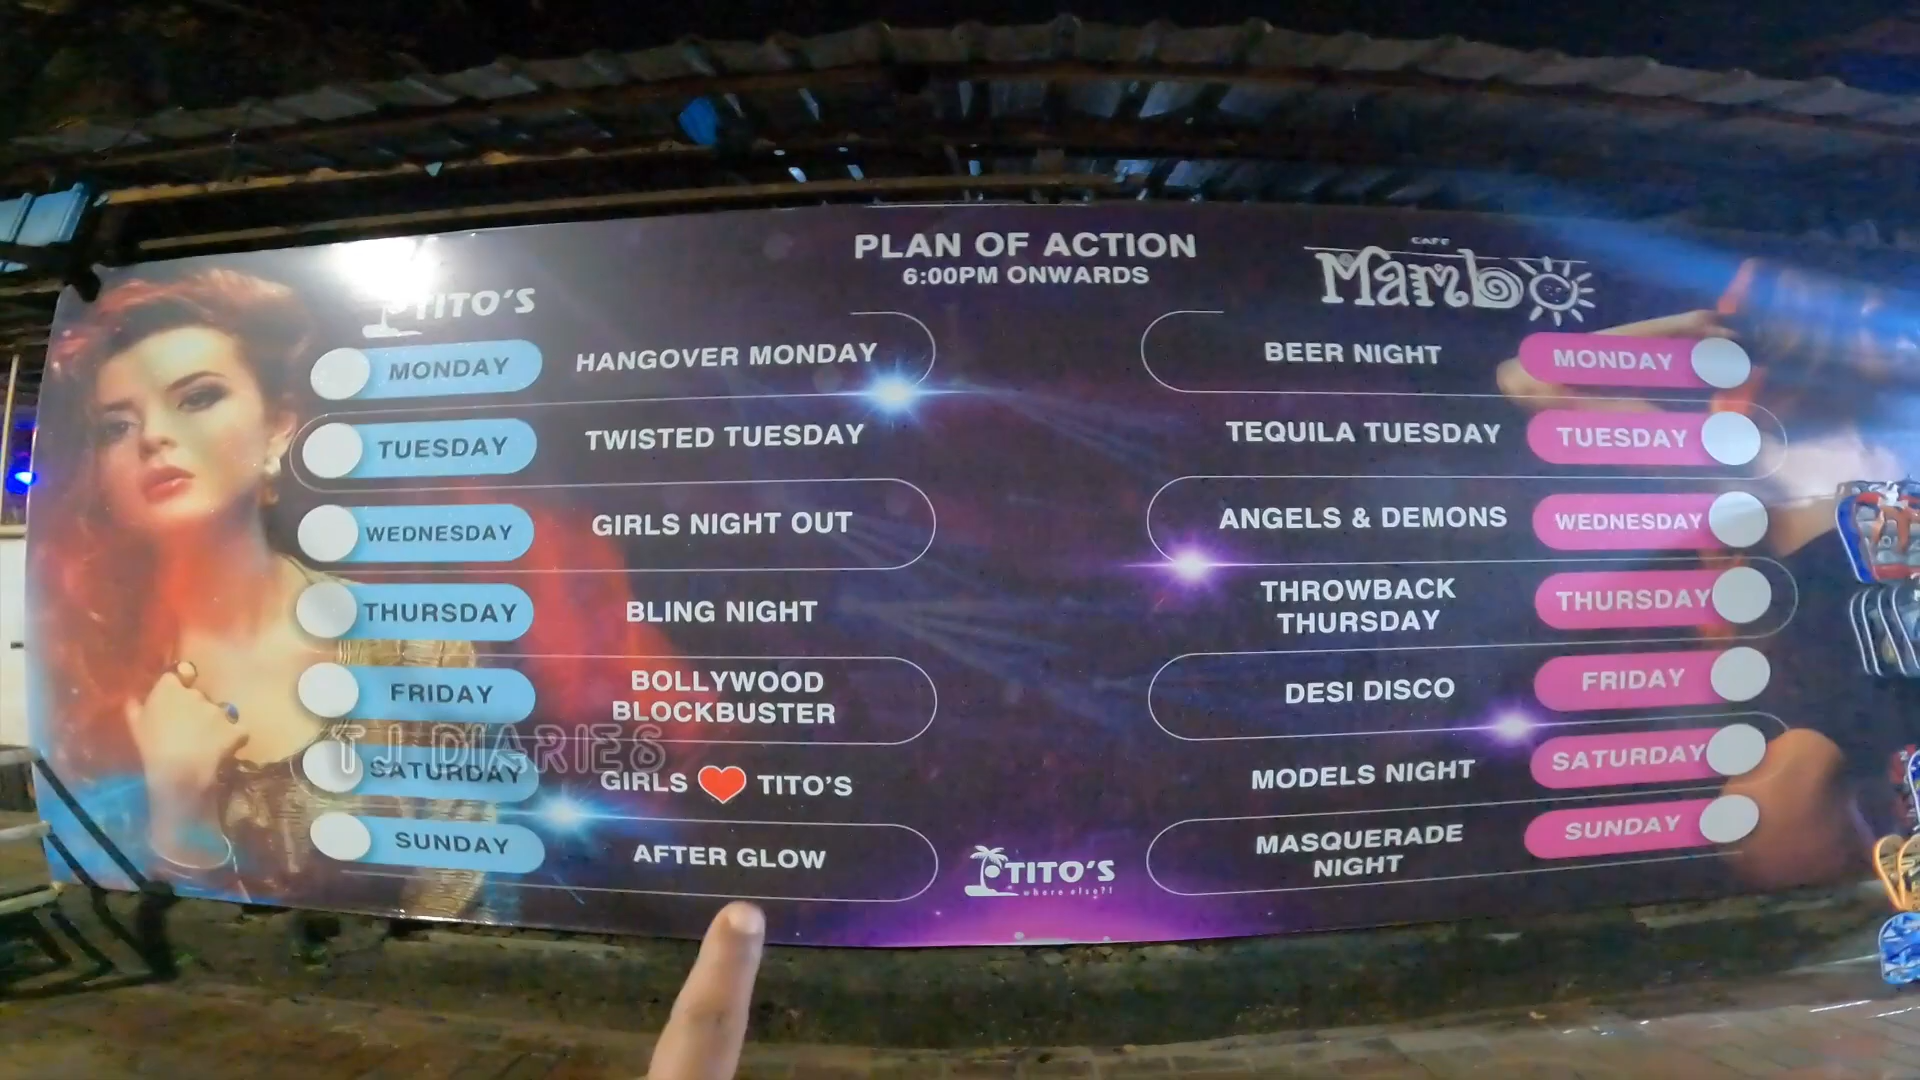 PLAN OF ACTION
6:00PM ONWARDS
TITO'S
MONDAY HANGOVER MONDAY
TUESDAY TWISTED TUESDAY
WEDNESDAY GIRLS NIGHT OUT
THURSDAY BLING NIGHT
FRIDAY BOLLYWOOD
BLOCKBUSTER
SATURDAY GIRLS ❤ TITO'S
SUNDAY AFTER GLOW
CAFE
Mambo
BEER NIGHT MONDAY
TEQUILA TUESDAY TUESDAY
ANGELS & DEMONS WEDNESDAY
THROWBACK
THURSDAY THURSDAY
DESI DISCO FRIDAY
MODELS NIGHT SATURDAY
MASQUERADE
NIGHT SUNDAY
TITO'S
where else?!
TJ DIARIES